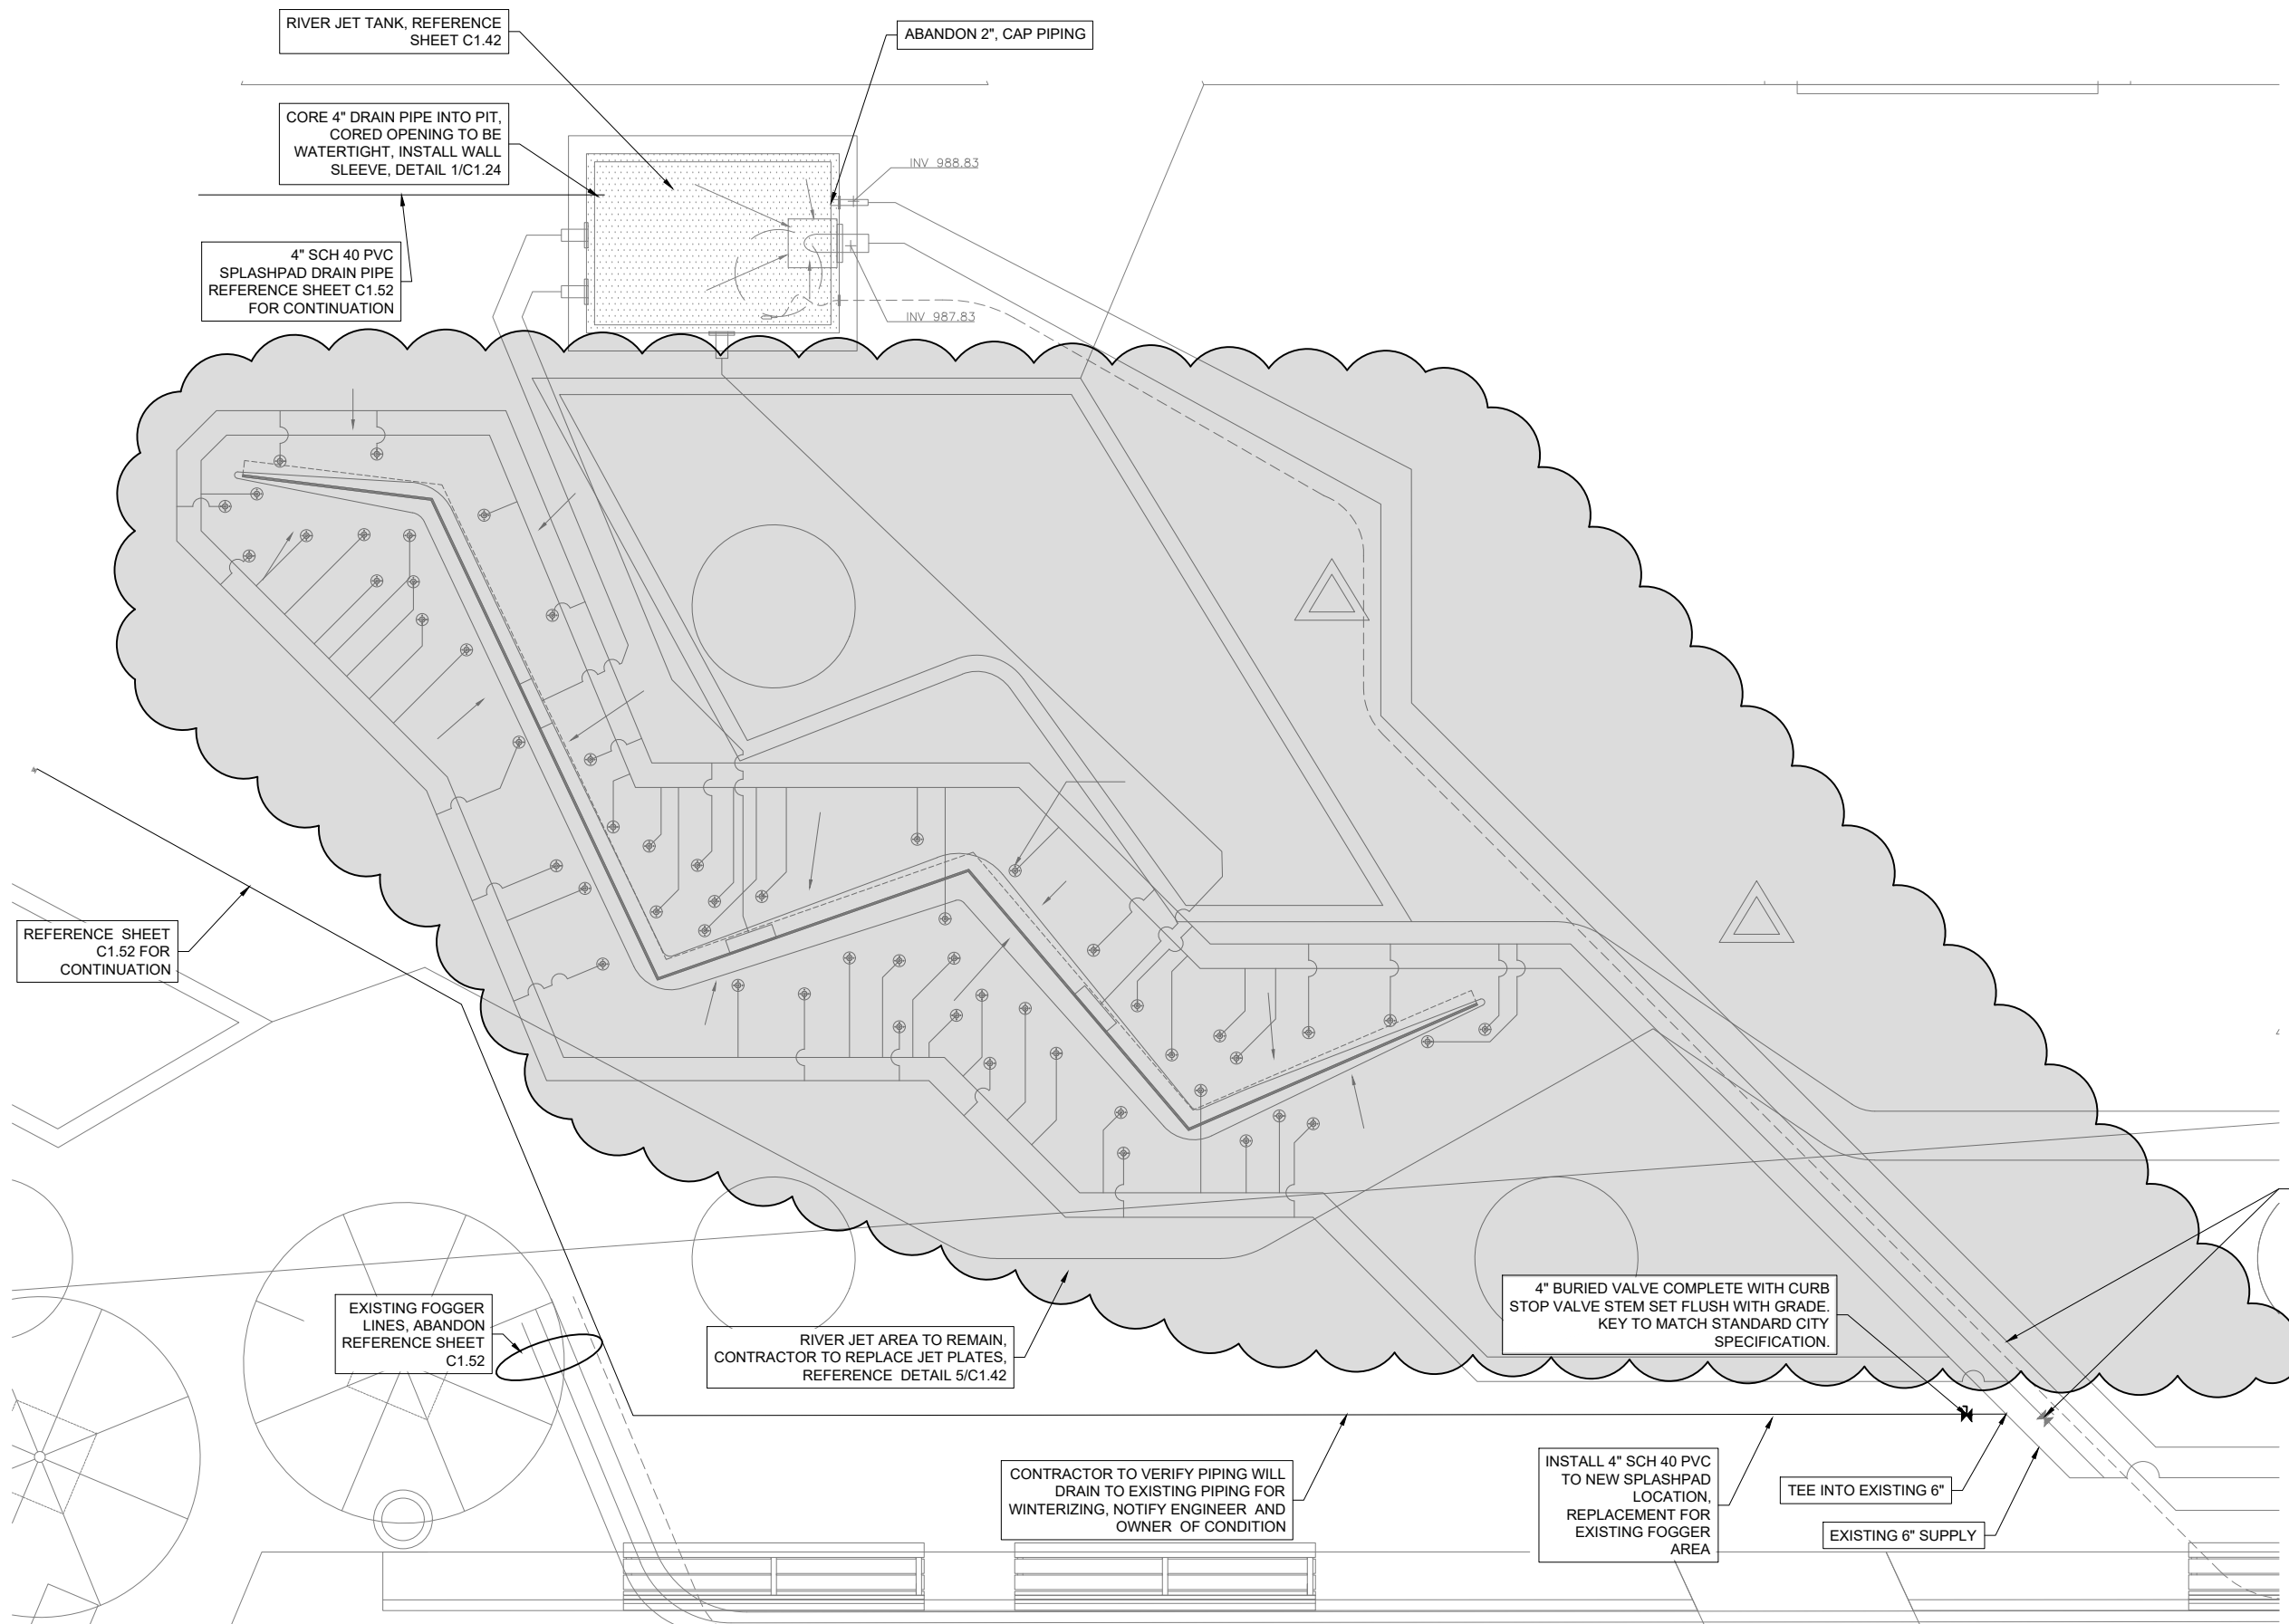 RIVER JET TANK, REFERENCE
SHEET C1.42
ABANDON 2", CAP PIPING
CORE 4" DRAIN PIPE INTO PIT,
CORED OPENING TO BE
WATERTIGHT, INSTALL WALL
SLEEVE, DETAIL 1/C1.24
INV 988.83
4" SCH 40 PVC
SPLASHPAD DRAIN PIPE
REFERENCE SHEET C1.52
FOR CONTINUATION
INV 987.83
REFERENCE SHEET
C1.52 FOR
CONTINUATION
EXISTING FOGGER
LINES, ABANDON
REFERENCE SHEET
C1.52
RIVER JET AREA TO REMAIN,
CONTRACTOR TO REPLACE JET PLATES,
REFERENCE DETAIL 5/C1.42
4" BURIED VALVE COMPLETE WITH CURB
STOP VALVE STEM SET FLUSH WITH GRADE.
KEY TO MATCH STANDARD CITY
SPECIFICATION.
CONTRACTOR TO VERIFY PIPING WILL
DRAIN TO EXISTING PIPING FOR
WINTERIZING, NOTIFY ENGINEER AND
OWNER OF CONDITION
INSTALL 4" SCH 40 PVC
TO NEW SPLASHPAD
LOCATION,
REPLACEMENT FOR
EXISTING FOGGER
AREA
TEE INTO EXISTING 6"
EXISTING 6" SUPPLY